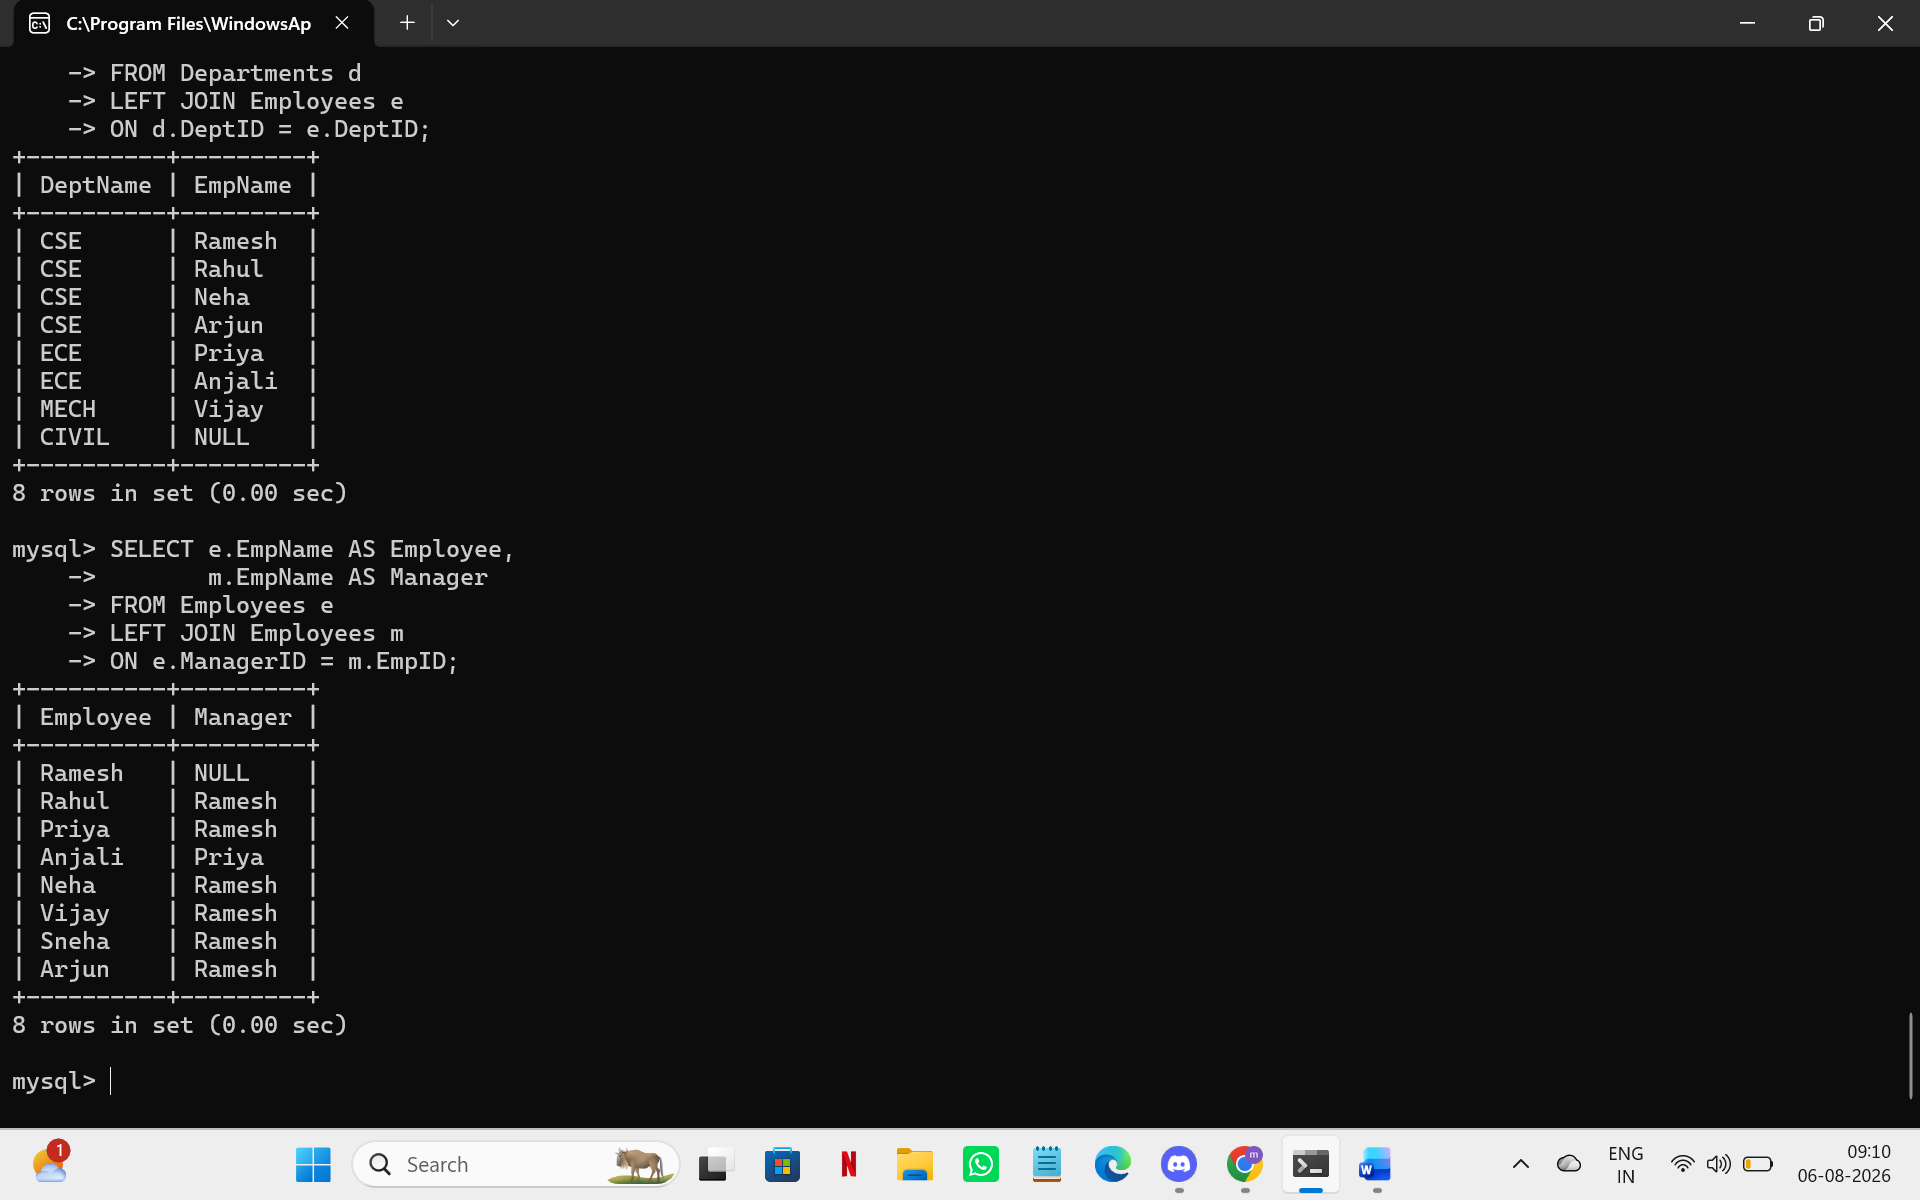 C:\Program Files\WindowsAp
    -> FROM Departments d
    -> LEFT JOIN Employees e
    -> ON d.DeptID = e.DeptID;
+----------+---------+
| DeptName | EmpName |
+----------+---------+
| CSE      | Ramesh  |
| CSE      | Rahul   |
| CSE      | Neha    |
| CSE      | Arjun   |
| ECE      | Priya   |
| ECE      | Anjali  |
| MECH     | Vijay   |
| CIVIL    | NULL    |
+----------+---------+
8 rows in set (0.00 sec)
mysql> SELECT e.EmpName AS Employee,
    ->        m.EmpName AS Manager
    -> FROM Employees e
    -> LEFT JOIN Employees m
    -> ON e.ManagerID = m.EmpID;
+----------+---------+
| Employee | Manager |
+----------+---------+
| Ramesh   | NULL    |
| Rahul    | Ramesh  |
| Priya    | Ramesh  |
| Anjali   | Priya   |
| Neha     | Ramesh  |
| Vijay    | Ramesh  |
| Sneha    | Ramesh  |
| Arjun    | Ramesh  |
+----------+---------+
8 rows in set (0.00 sec)
mysql>
1
Search
N
m
W
ENG
IN
09:10
06-08-2026